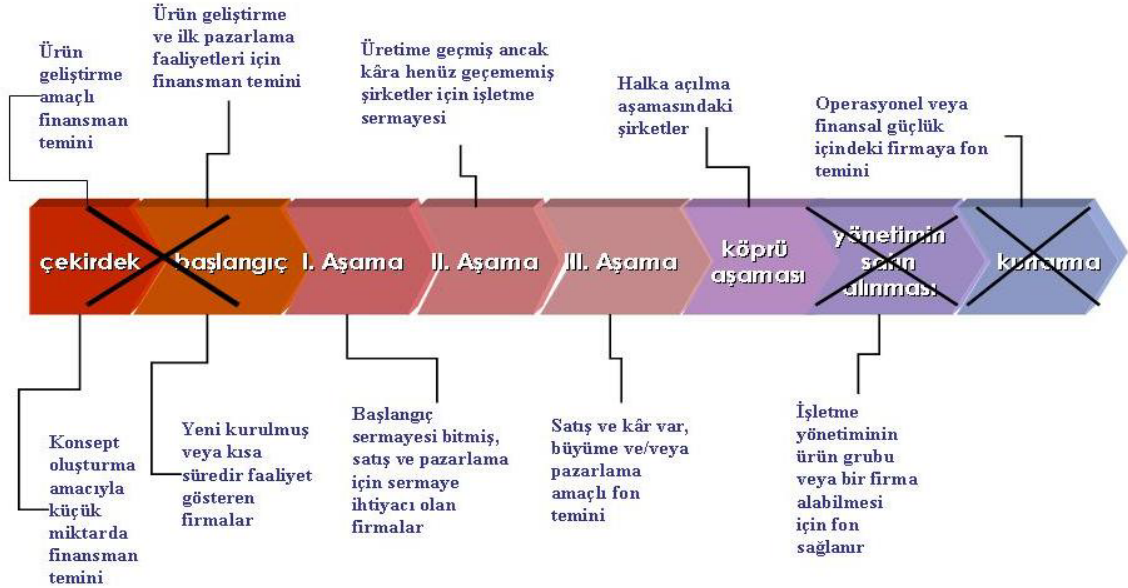 Ürün
geliştirme
amaçlı
finansman
temini
Ürün geliştirme
ve ilk pazarlama
faaliyetleri için
finansman temini
Üretime geçmiş ancak
kâra henüz geçememiş
şirketler için işletme
sermayesi
Halka açılma
aşamasındaki
şirketler
Operasyonel veya
finansal güçlük
içindeki firmaya fon
temini
çekirdek
başlangıç
I. Aşama
II. Aşama
III. Aşama
köprü
aşaması
yönetimin
satın
alınması
kurtarma
Konsept
oluşturma
amacıyla
küçük
miktarda
finansman
temini
Yeni kurulmuş
veya kısa
süredir faaliyet
gösteren
firmalar
Başlangıç
sermayesi bitmiş,
satış ve pazarlama
için sermaye
ihtiyacı olan
firmalar
Satış ve kâr var,
büyüme ve/veya
pazarlama
amaçlı fon
temini
İşletme
yönetiminin
ürün grubu
veya bir firma
alabilmesi
için fon
sağlanır